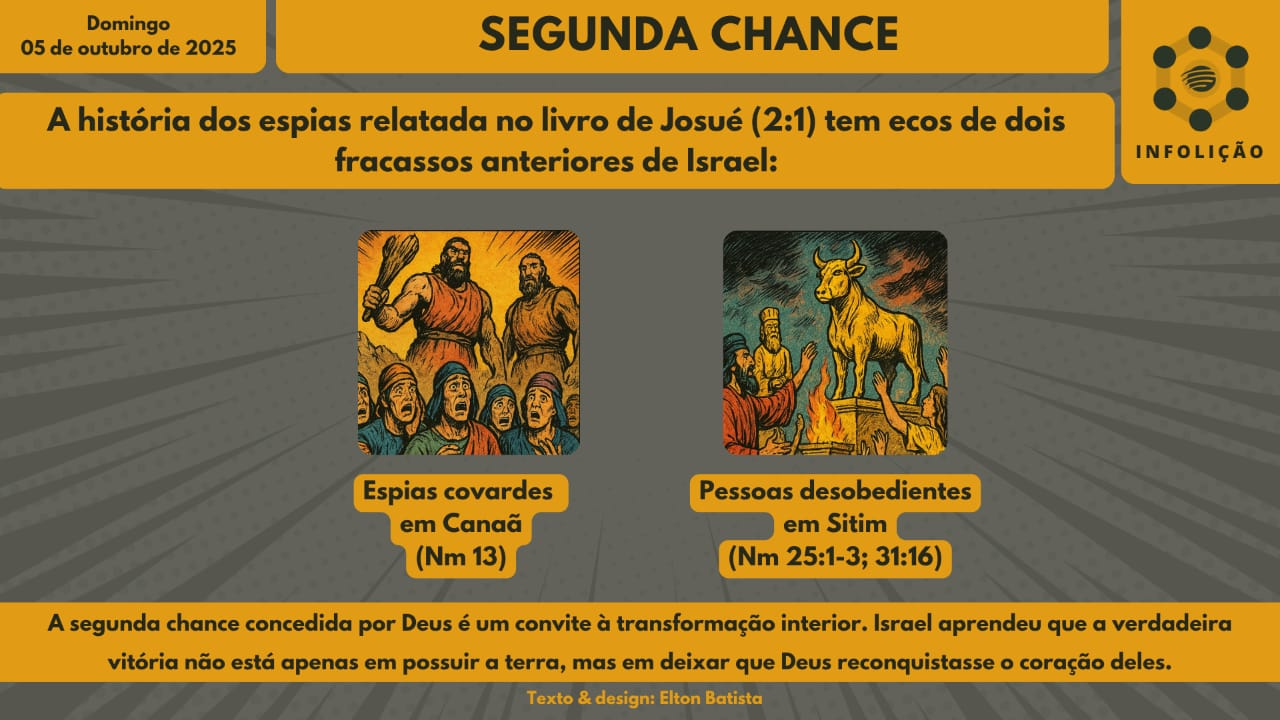 Domingo
05 de outubro de 2025
SEGUNDA CHANCE
INFOLIÇÃO
A história dos espias relatada no livro de Josué (2:1) tem ecos de dois
fracassos anteriores de Israel:
Espias covardes
em Canaã
(Nm 13)
Pessoas desobedientes
em Sitim
(Nm 25:1-3; 31:16)
A segunda chance concedida por Deus é um convite à transformação interior. Israel aprendeu que a verdadeira
vitória não está apenas em possuir a terra, mas em deixar que Deus reconquistasse o coração deles.
Texto & design: Elton Batista